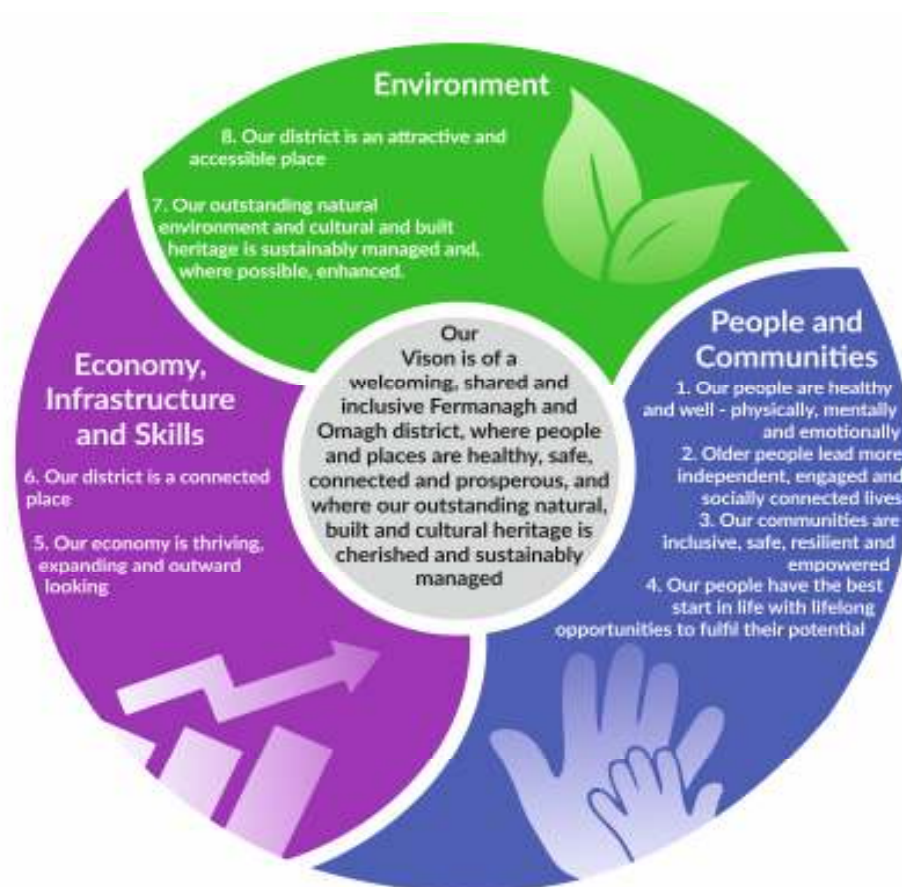 Environment
8. Our district is an attractive and
accessible place
7. Our outstanding natural
environment and cultural and built
heritage is sustainably managed and,
where possible, enhanced.
People and
Communities
1. Our people are healthy
and well - physically, mentally
and emotionally
2. Older people lead more
independent, engaged and
socially connected lives
3. Our communities are
inclusive, safe, resilient and
empowered
4. Our people have the best
start in life with lifelong
opportunities to fulfil their potential
Economy,
Infrastructure
and Skills
6. Our district is a connected
place
5. Our economy is thriving,
expanding and outward
looking
Our
Vison is of a
welcoming, shared and
inclusive Fermanagh and
Omagh district, where people
and places are healthy, safe,
connected and prosperous, and
where our outstanding natural,
built and cultural heritage is
cherished and sustainably
managed